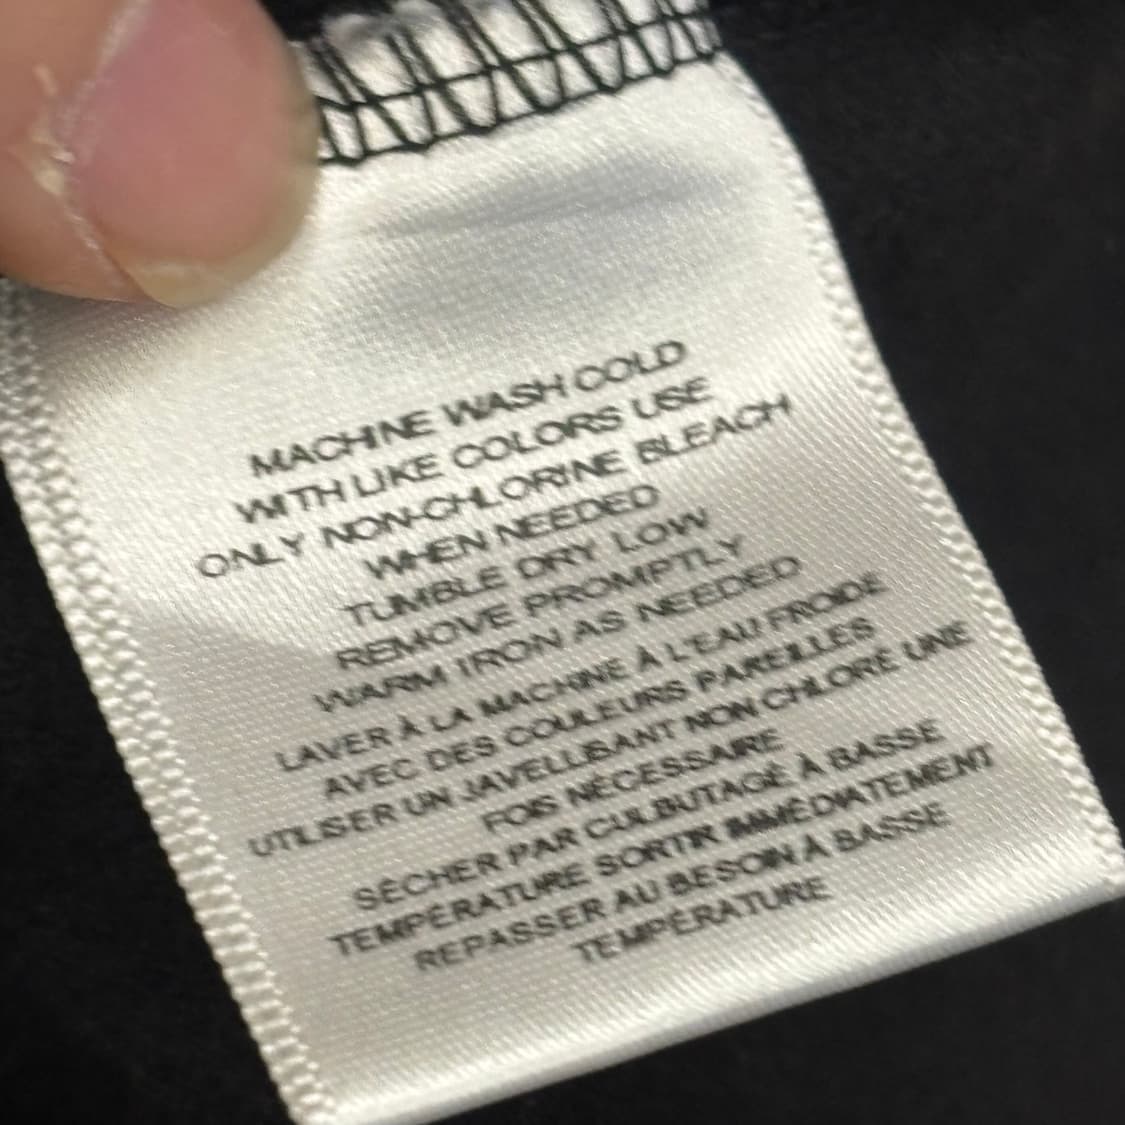 MACHINE WASH COLD
WITH LIKE COLORS USE
ONLY NON-CHLORINE BLEACH
WHEN NEEDED
TUMBLE DRY LOW
REMOVE PROMPTLY
WARM IRON AS NEEDED
LAVER À LA MACHINE À L'EAU FROIDE
AVEC DES COULEURS PAREILLES
UTILISER UN JAVELLISANT NON CHLORÉ UNE
FOIS NÉCESSAIRE
SÉCHER PAR CULBUTAGE À BASSE
TEMPÉRATURE SORTIR IMMÉDIATEMENT
REPASSER AU BESOIN À BASSE
TEMPÉRATURE